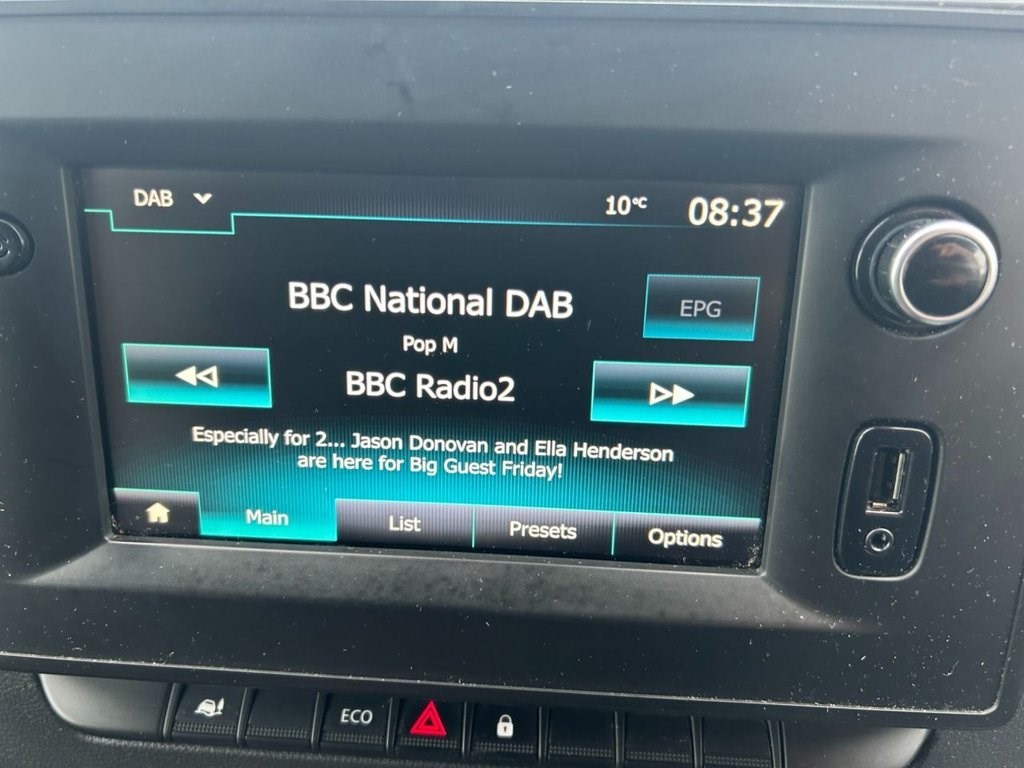 DAB
10°C
08:37
BBC National DAB
EPG
Pop M
BBC Radio2
Especially for 2... Jason Donovan and Ella Henderson
are here for Big Guest Friday!
Main
List
Presets
Options
ECO